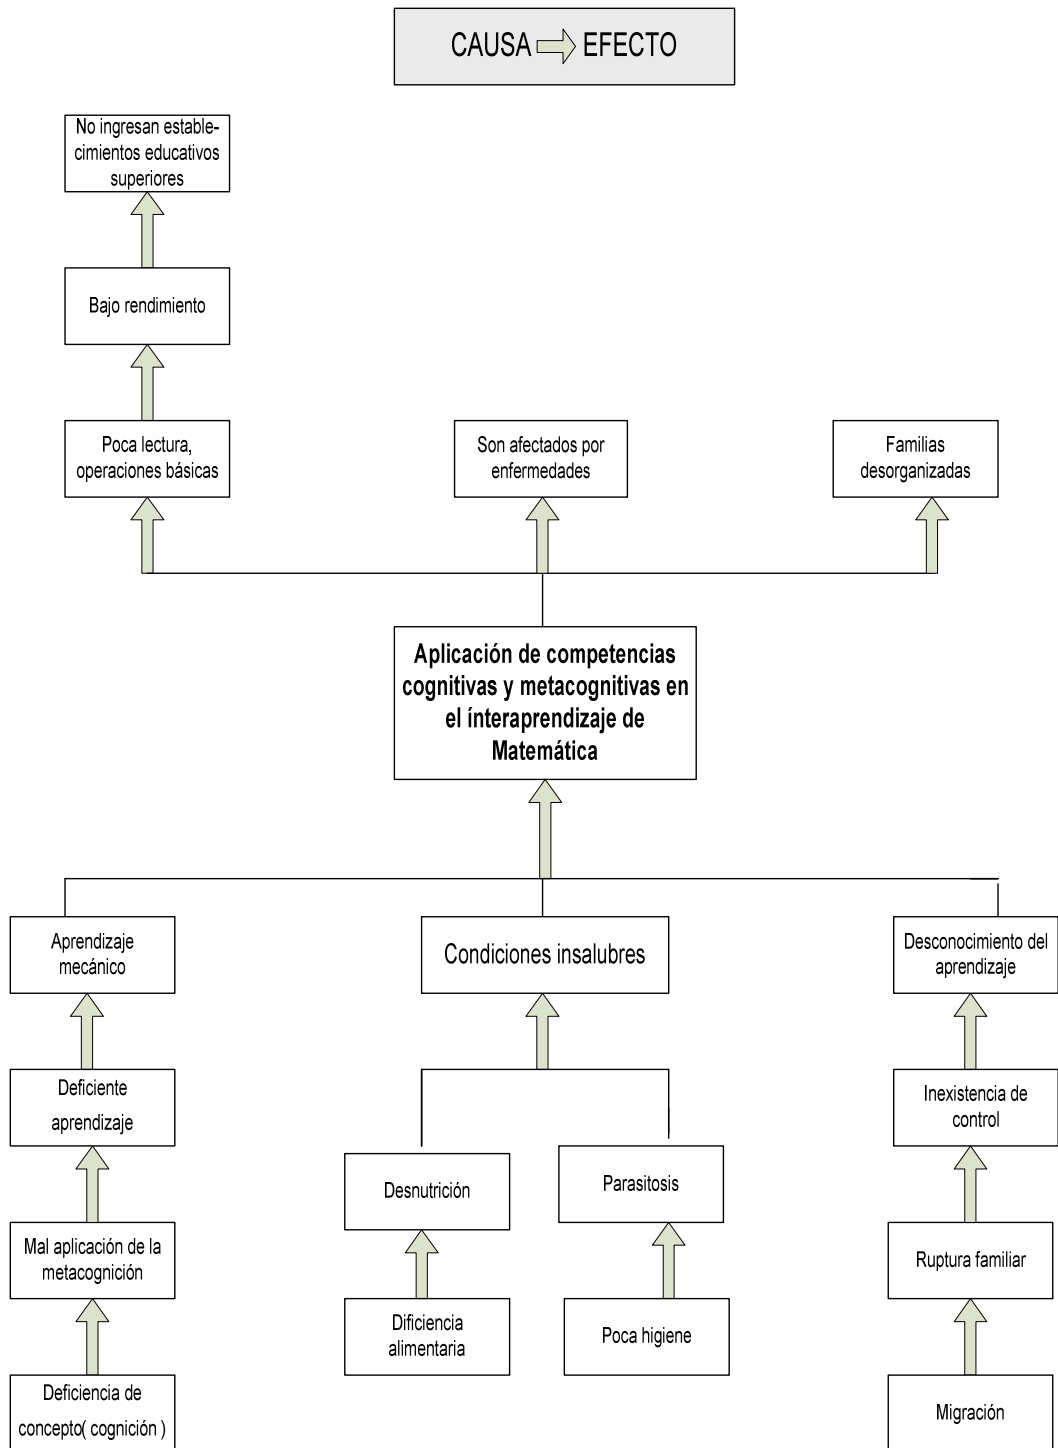 CAUSA EFECTO
No ingresan estable-
cimientos educativos
superiores
Bajo rendimiento
Poca lectura,
operaciones básicas
Son afectados por
enfermedades
Familias
desorganizadas
Aplicación de competencias
cognitivas y metacognitivas en
el ínteraprendizaje de
Matemática
Aprendizaje
mecánico
Condiciones insalubres
Desconocimiento del
aprendizaje
Deficiente
aprendizaje
Inexistencia de
control
Desnutrición
Parasitosis
Mal aplicación de la
metacognición
Ruptura familiar
Dificiencia
alimentaria
Poca higiene
Deficiencia de
concepto( cognición )
Migración